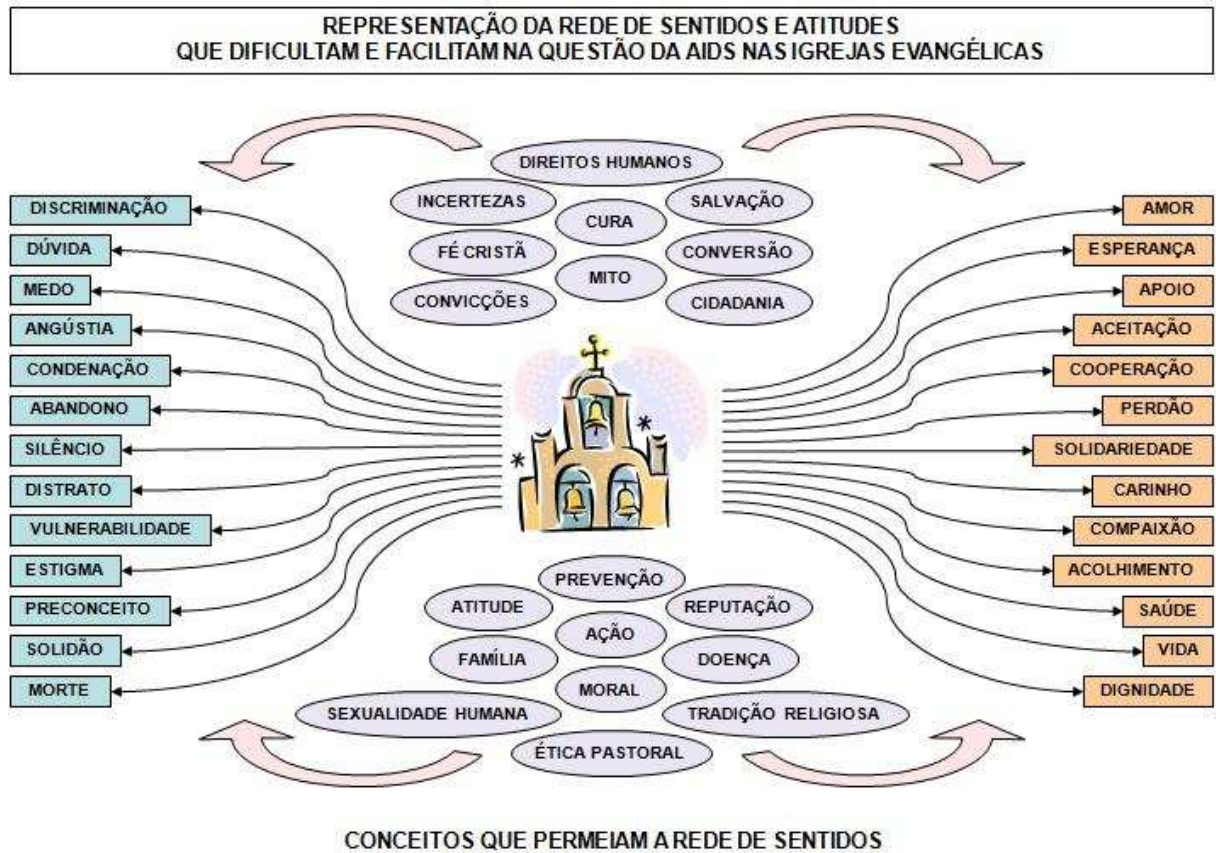 REPRESENTAÇÃO DA REDE DE SENTIDOS E ATITUDES
QUE DIFICULTAM E FACILITAM NA QUESTÃO DA AIDS NAS IGREJAS EVANGÉLICAS
DIREITOS HUMANOS
INCERTEZAS
CURA
SALVAÇÃO
FÉ CRISTÃ
MITO
CONVERSÃO
CONVICÇÕES
CIDADANIA
DISCRIMINAÇÃO
DÚVIDA
MEDO
ANGÚSTIA
CONDENAÇÃO
ABANDONO
SILÊNCIO
DISTRATO
VULNERABILIDADE
ESTIGMA
PRECONCEITO
SOLIDÃO
MORTE
AMOR
ESPERANÇA
APOIO
ACEITAÇÃO
COOPERAÇÃO
PERDÃO
SOLIDARIEDADE
CARINHO
COMPAIXÃO
ACOLHIMENTO
SAÚDE
VIDA
DIGNIDADE
PREVENÇÃO
ATITUDE
AÇÃO
REPUTAÇÃO
FAMÍLIA
MORAL
DOENÇA
SEXUALIDADE HUMANA
TRADIÇÃO RELIGIOSA
ÉTICA PASTORAL
CONCEITOS QUE PERMEIAM A REDE DE SENTIDOS